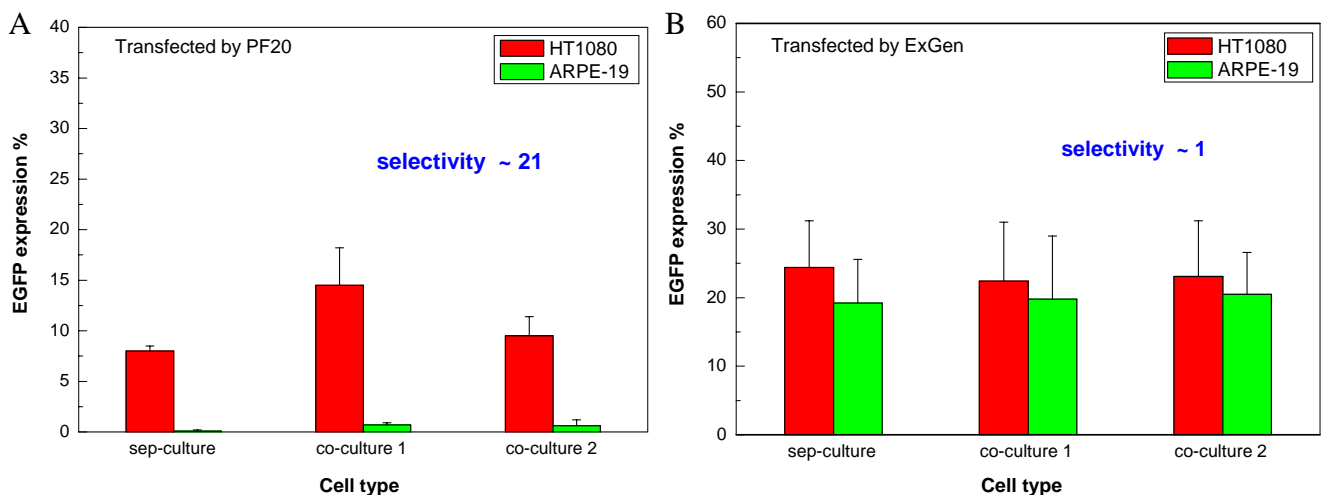 A
Transfected by PF20
HT1080
ARPE-19
selectivity ~ 21
EGFP expression %
40
35
30
25
20
15
10
5
0
sep-culture co-culture 1 co-culture 2
Cell type
B
Transfected by ExGen
HT1080
ARPE-19
selectivity ~ 1
EGFP expression %
60
50
40
30
20
10
0
sep-culture co-culture 1 co-culture 2
Cell type